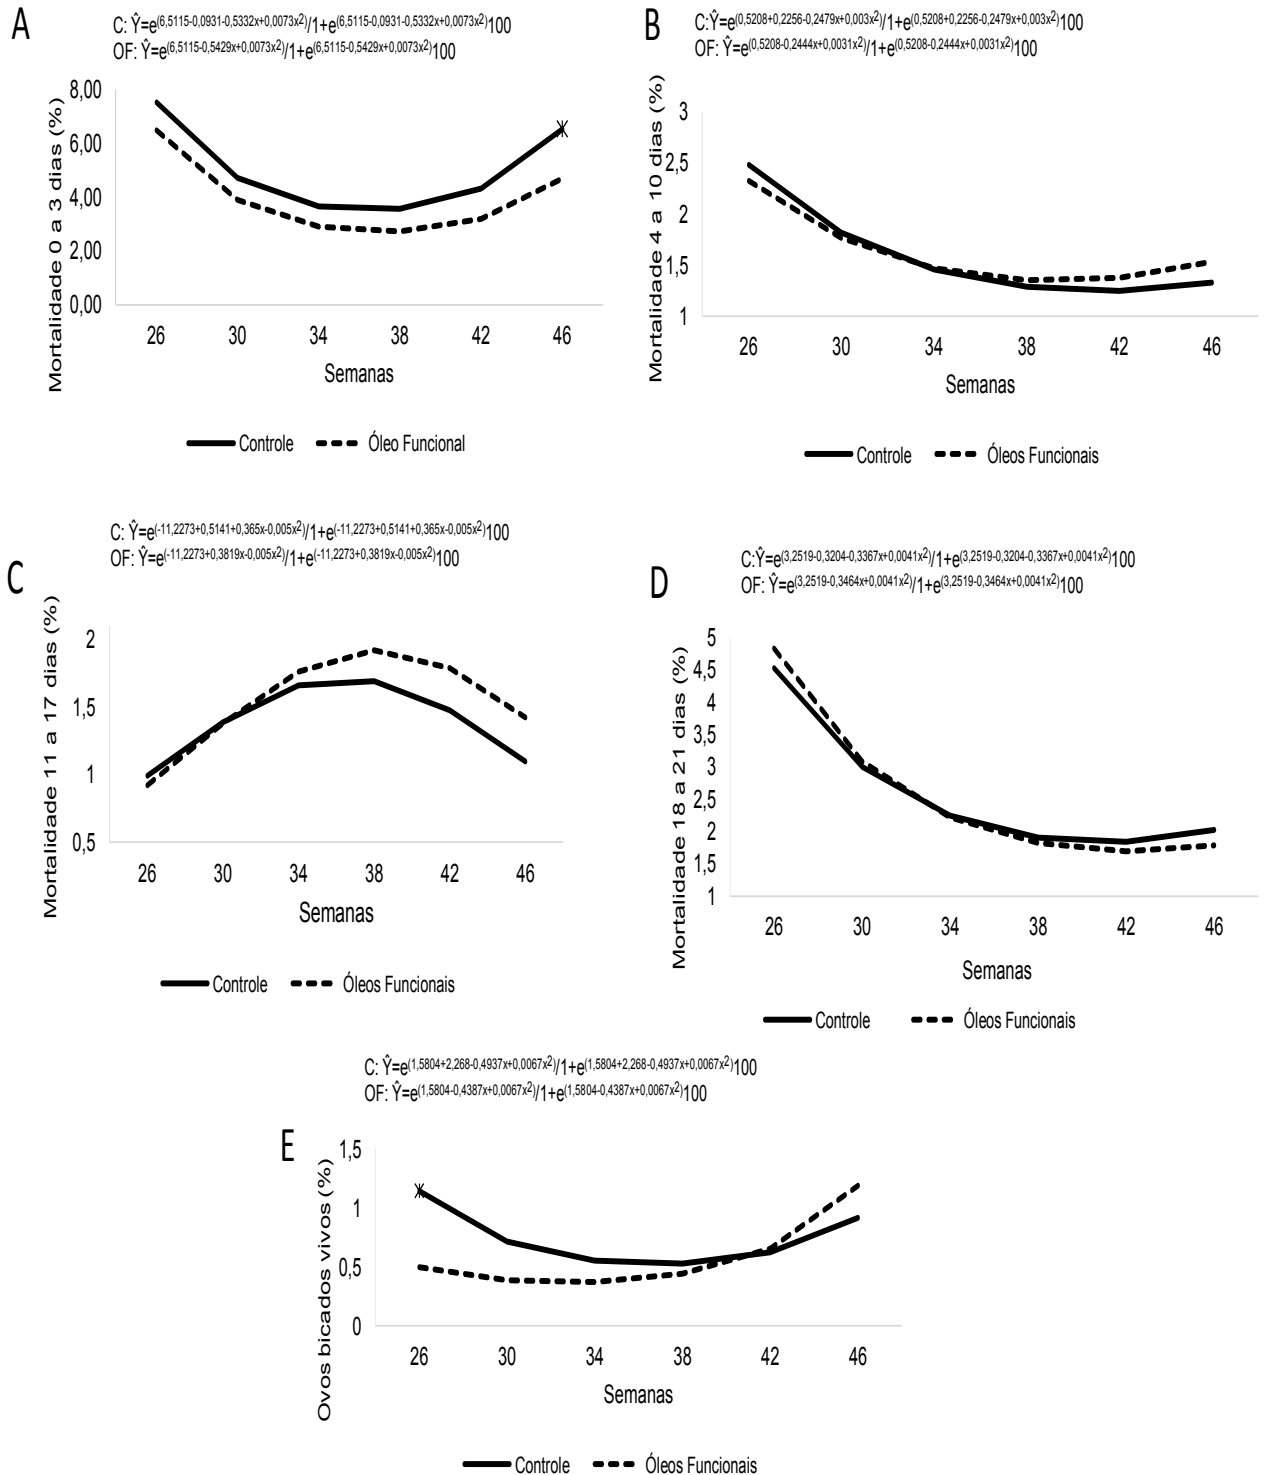 A
C: Ŷ=e(6,5115-0,0931-0,5332x+0,0073x²)/1+e(6,5115-0,0931-0,5332x+0,0073x²)100
OF: Ŷ=e(6,5115-0,5429x+0,0073x²)/1+e(6,5115-0,5429x+0,0073x²)100
Mortalidade 0 a 3 dias (%)
8,00
6,00
4,00
2,00
0,00
26 30 34 38 42 46
Semanas
Controle Óleo Funcional
B
C:Ŷ=e(0,5208+0,2256-0,2479x+0,003x²)/1+e(0,5208+0,2256-0,2479x+0,003x²)100
OF: Ŷ=e(0,5208-0,2444x+0,0031x²)/1+e(0,5208-0,2444x+0,0031x²)100
Mortalidade 4 a 10 dias (%)
3
2,5
2
1,5
1
26 30 34 38 42 46
Semanas
Controle Óleos Funcionais
C
C: Ŷ=e(-11,2273+0,5141+0,365x-0,005x²)/1+e(-11,2273+0,5141+0,365x-0,005x²)100
OF: Ŷ=e(-11,2273+0,3819x-0,005x²)/1+e(-11,2273+0,3819x-0,005x²)100
Mortalidade 11 a 17 dias (%)
2
1,5
1
0,5
26 30 34 38 42 46
Semanas
Controle Óleos Funcionais
D
C:Ŷ=e(3,2519-0,3204-0,3367x+0,0041x²)/1+e(3,2519-0,3204-0,3367x+0,0041x²)100
OF: Ŷ=e(3,2519-0,3464x+0,0041x²)/1+e(3,2519-0,3464x+0,0041x²)100
Mortalidade 18 a 21 dias (%)
5
4,5
4
3,5
3
2,5
2
1,5
1
26 30 34 38 42 46
Semanas
Controle Óleos Funcionais
E
C: Ŷ=e(1,5804+2,268-0,4937x+0,0067x²)/1+e(1,5804+2,268-0,4937x+0,0067x²)100
OF: Ŷ=e(1,5804-0,4387x+0,0067x²)/1+e(1,5804-0,4387x+0,0067x²)100
Ovos bicados vivos (%)
1,5
1
0,5
0
26 30 34 38 42 46
Semanas
Controle Óleos Funcionais